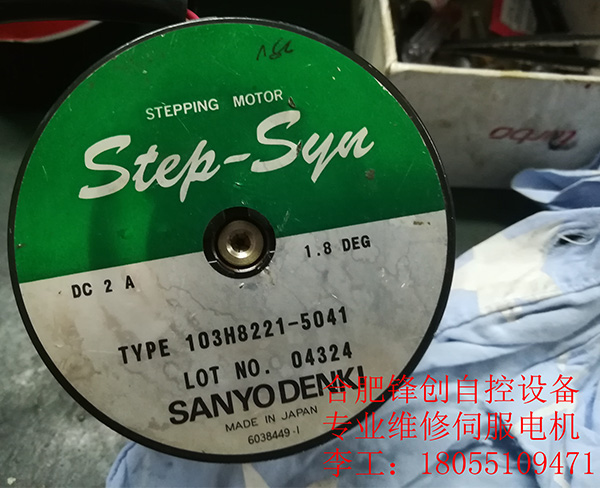 STEPPING MOTOR
Step-Syn
DC 2 A
1.8 DEG
TYPE 103H8221-5041
LOT NO. 04324
SANYO DENKI
MADE IN JAPAN
6038449-1
turbo
合肥锋创自控设备
专业维修伺服电机
李工：18055109471